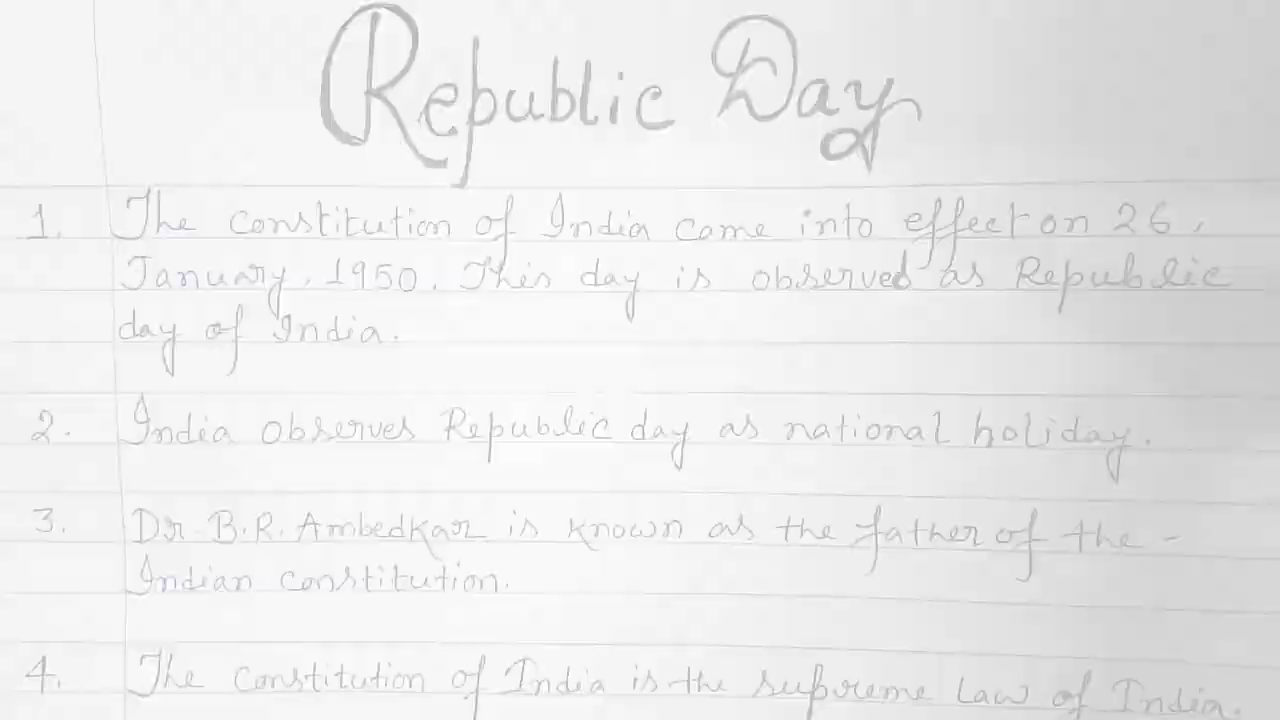 Republic Day
1. The constitution of India came into effect on 26,
January, 1950. This day is observed as Republic
day of India.
2. India observes Republic day as national holiday.
3. Dr. B.R. Ambedkar is known as the father of the -
Indian constitution.
4. The constitution of India is the supreme law of India.